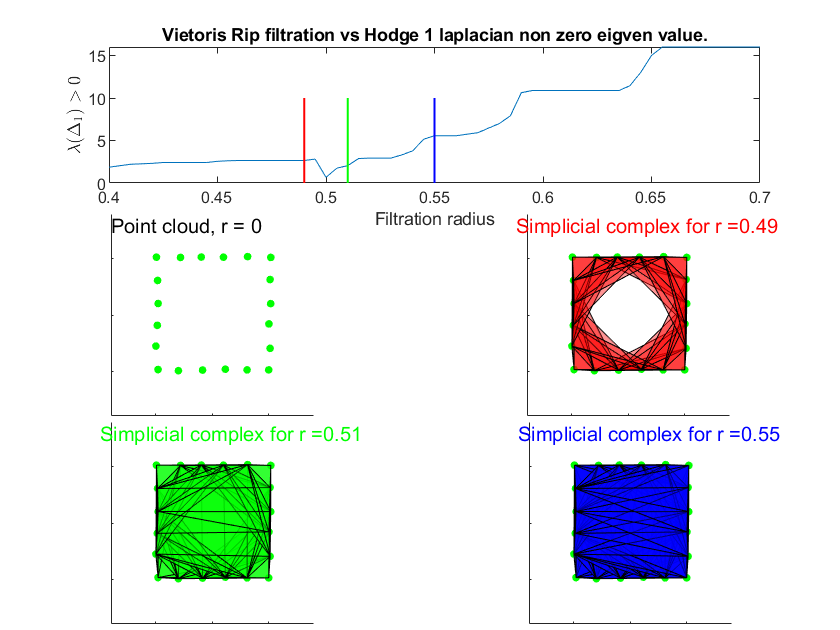 Vietoris Rip filtration vs Hodge 1 laplacian non zero eigven value.
λ(Δ₁) > 0
15
10
5
0
0.4 0.45 0.5 0.55 0.6 0.65 0.7
Filtration radius
Point cloud, r = 0
Simplicial complex for r =0.49
Simplicial complex for r =0.51
Simplicial complex for r =0.55